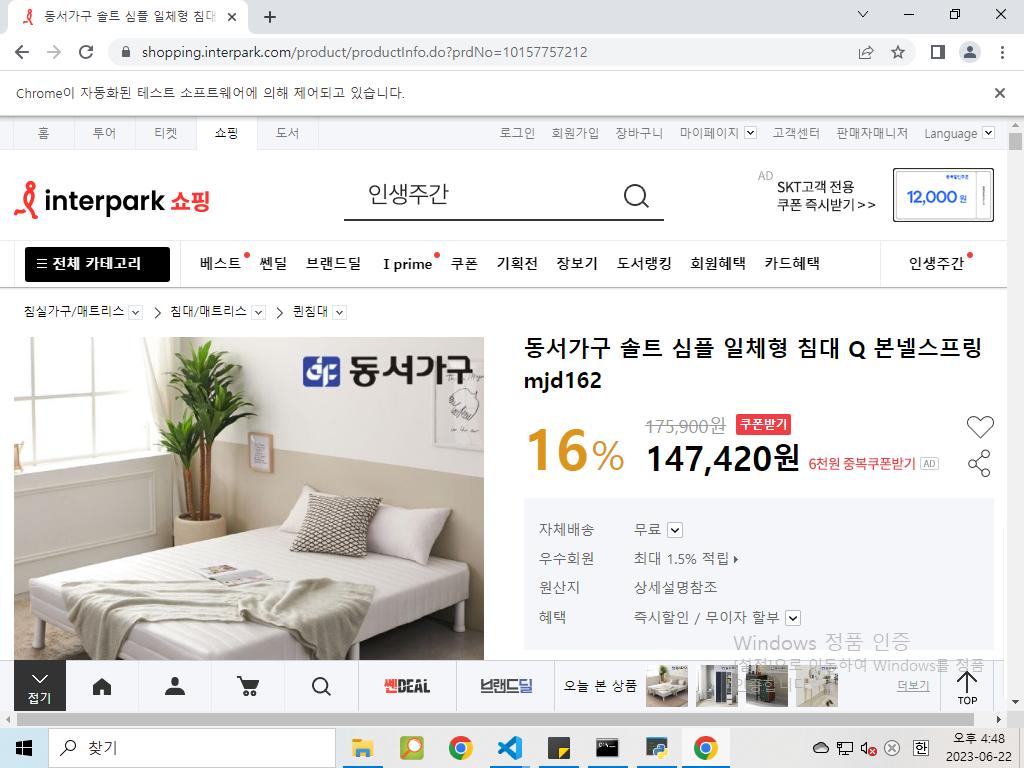 동서가구 솔트 심플 일체형 침대
shopping.interpark.com/product/productInfo.do?prdNo=10157757212
Chrome이 자동화된 테스트 소프트웨어에 의해 제어되고 있습니다.
홈 투어 티켓 쇼핑 도서 로그인 회원가입 장바구니 마이페이지 고객센터 판매자매니저 Language
interpark 쇼핑
인생주간
AD SKT고객 전용
쿠폰 즉시받기 >>
12,000 원
전체 카테고리 베스트 쎈딜 브랜드딜 I prime 쿠폰 기획전 장보기 도서랭킹 회원혜택 카드혜택 인생주간
침실가구/매트리스 침대/매트리스 퀸침대
동서가구
동서가구 솔트 심플 일체형 침대 Q 본넬스프링
mjd162
16%
175,900원 쿠폰받기
147,420원 6천원 중복쿠폰받기 AD
자체배송 무료
우수회원 최대 1.5% 적립
원산지 상세설명참조
혜택 즉시할인 / 무이자 할부
Windows 정품 인증
[설정]으로 이동하여 Windows를 정품
접기
쎈DEAL
브랜드딜
오늘 본 상품
더보기
TOP
찾기
한
오후 4:48
2023-06-22